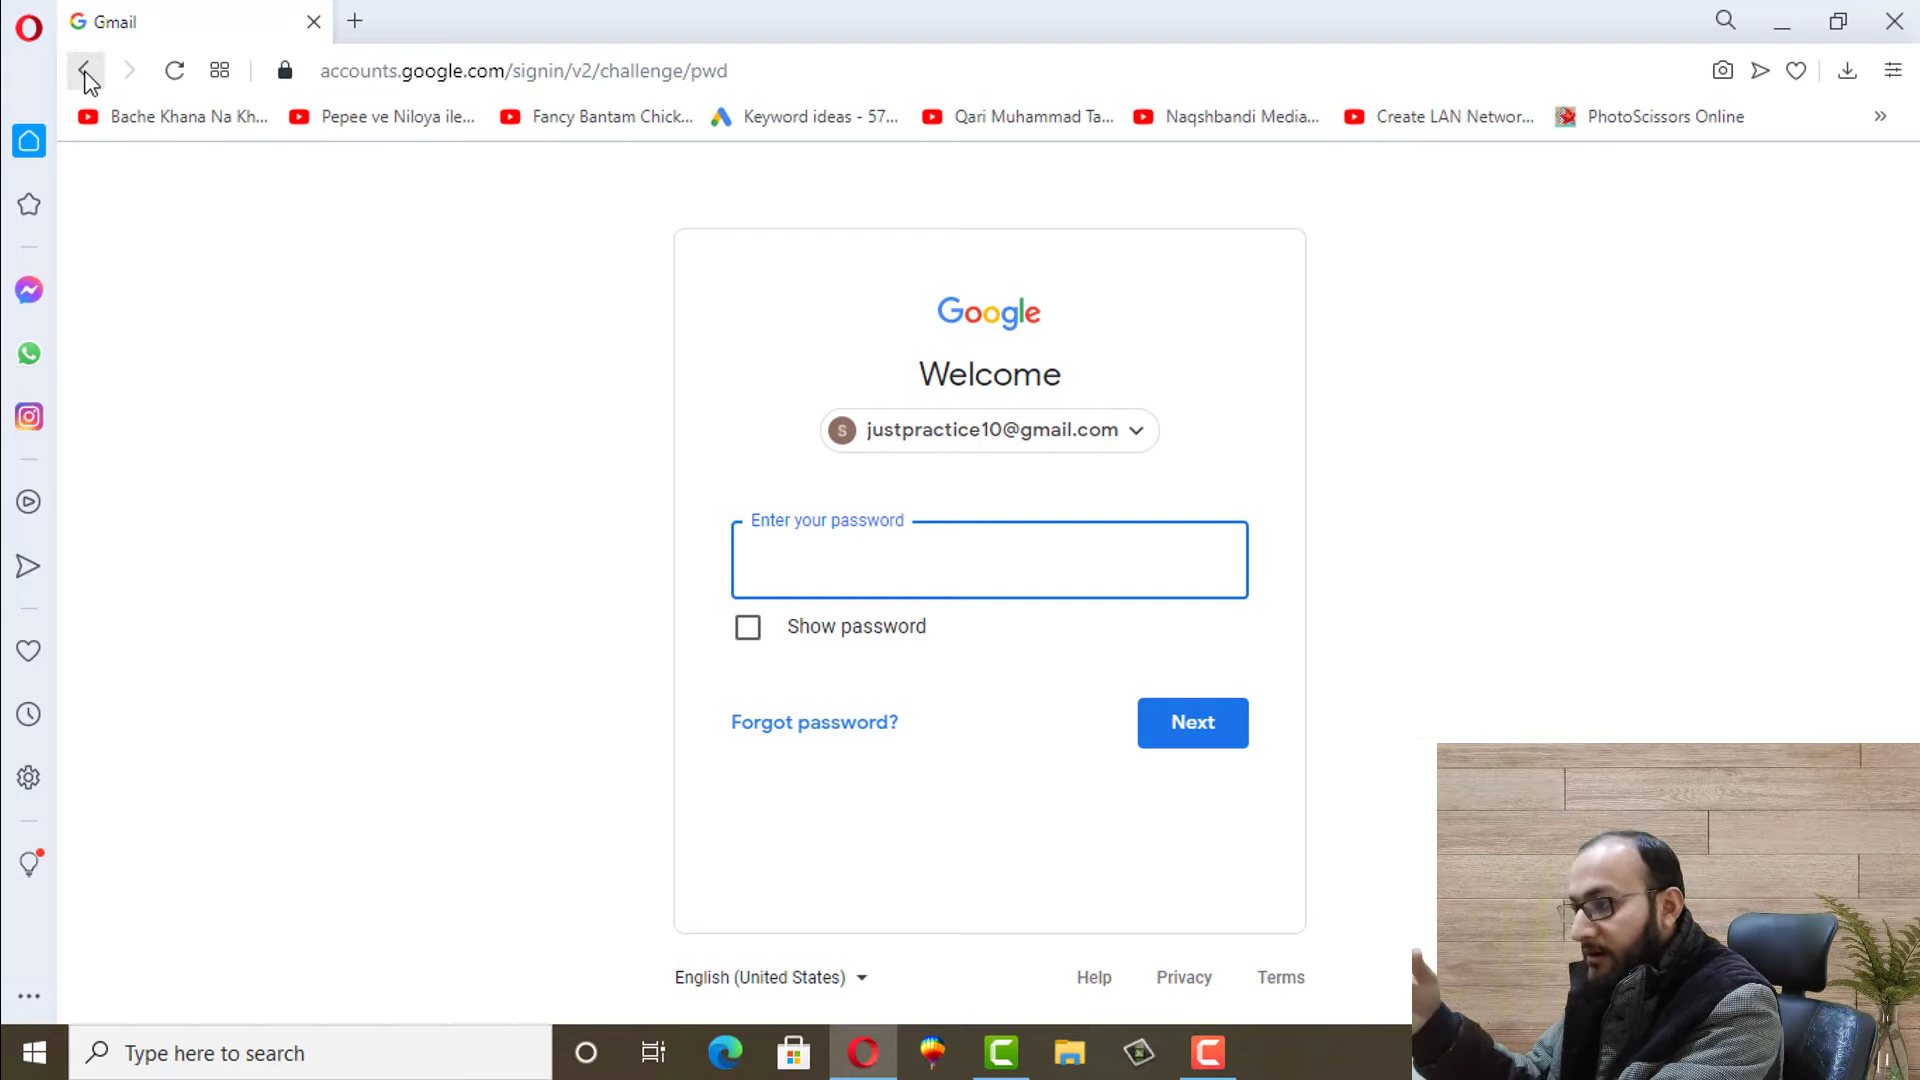 Gmail
accounts.google.com/signin/v2/challenge/pwd
Bache Khana Na Kh... Pepee ve Niloya ile... Fancy Bantam Chick... Keyword ideas - 57... Qari Muhammad Ta... Naqshbandi Media... Create LAN Networ... PhotoScissors Online
Google
Welcome
S justpractice10@gmail.com
Enter your password
Show password
Forgot password? Next
English (United States) Help Privacy Terms
Type here to search